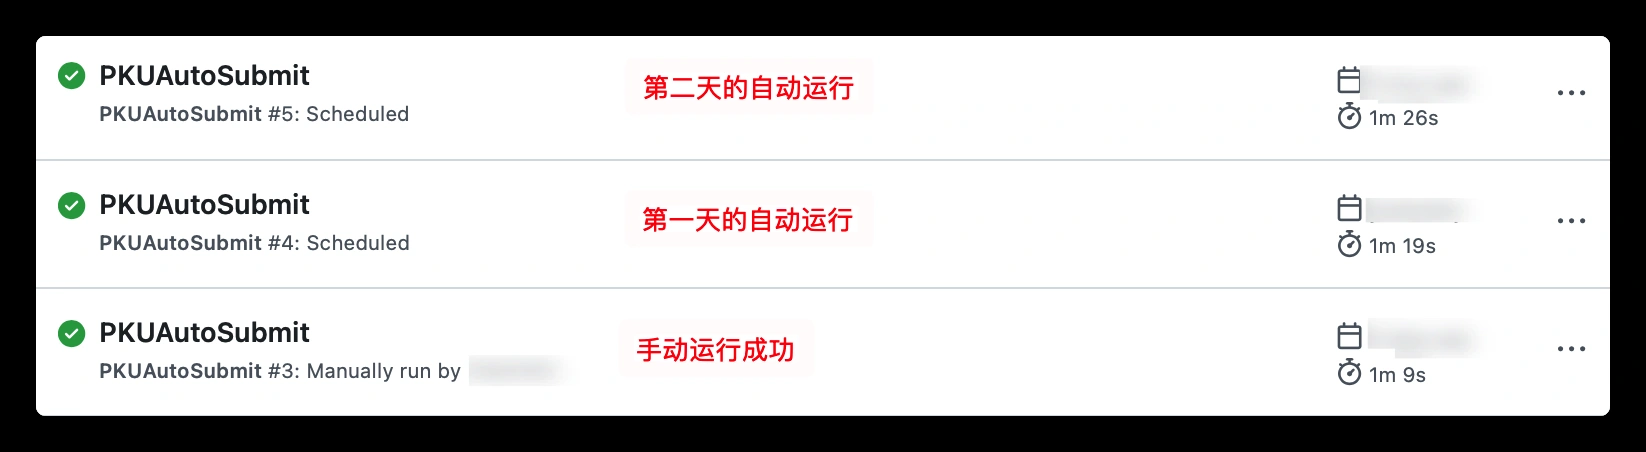 PKUAutoSubmit
第二天的自动运行
PKUAutoSubmit #5: Scheduled
1m 26s
PKUAutoSubmit
第一天的自动运行
PKUAutoSubmit #4: Scheduled
1m 19s
PKUAutoSubmit
手动运行成功
PKUAutoSubmit #3: Manually run by
1m 9s